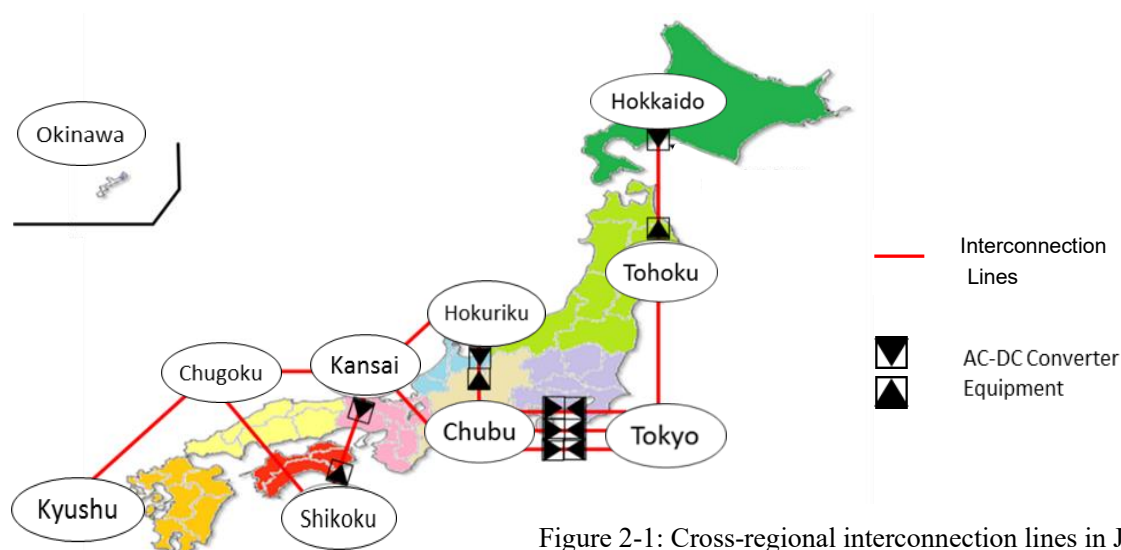 Hokkaido
Okinawa
Interconnection
Lines
Tohoku
Hokuriku
AC-DC Converter
Equipment
Chugoku
Kansai
Chubu
Tokyo
Kyushu
Shikoku
Figure 2-1: Cross-regional interconnection lines in J